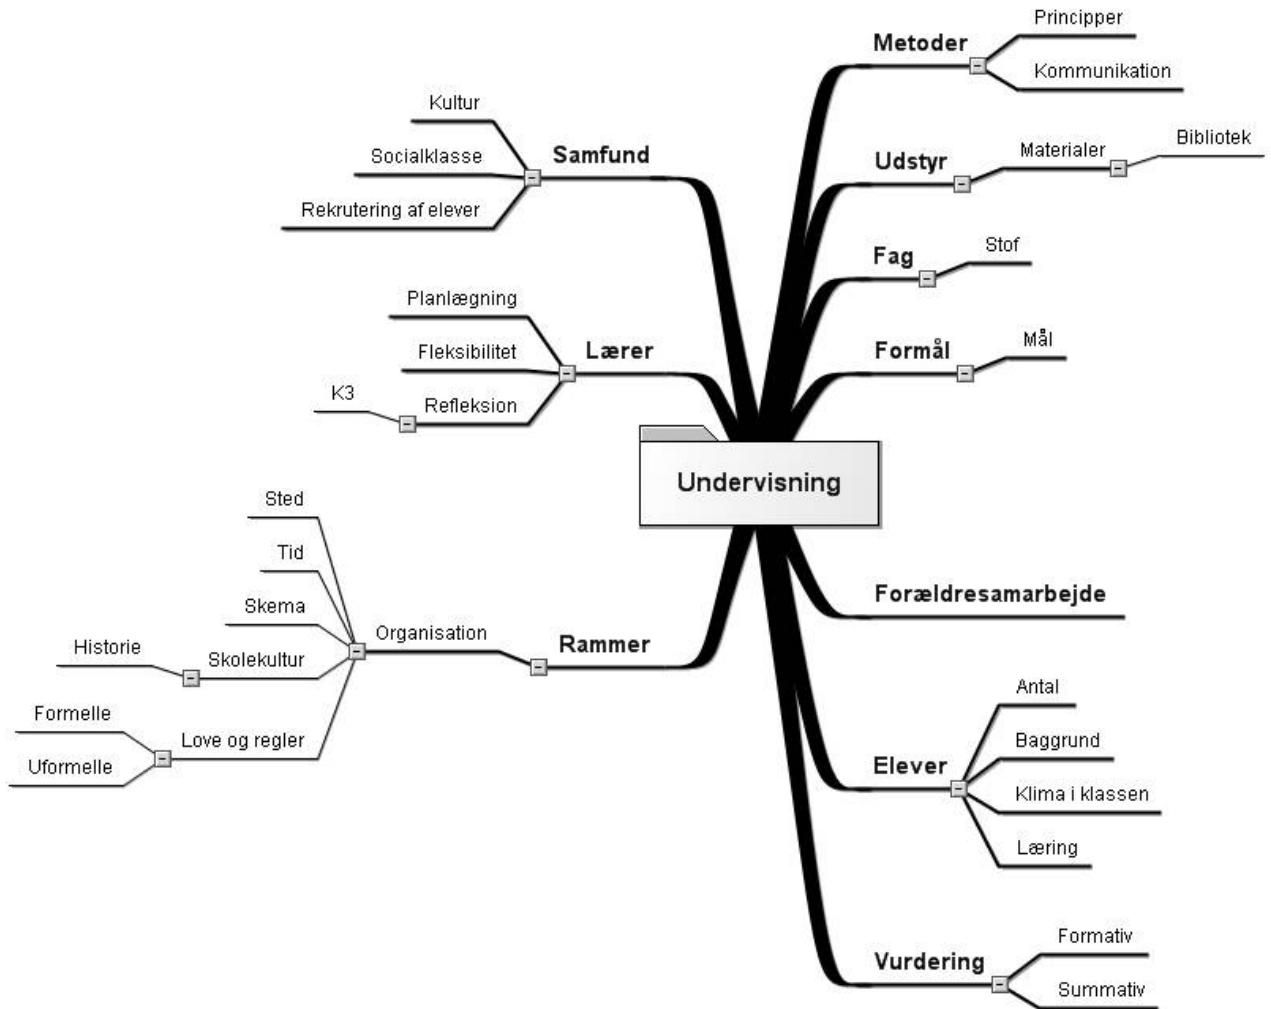 Undervisning
Metoder
Principper
Kommunikation
Udstyr
Materialer
Bibliotek
Fag
Stof
Formål
Mål
Forældresamarbejde
Elever
Antal
Baggrund
Klima i klassen
Læring
Vurdering
Formativ
Summativ
Samfund
Kultur
Socialklasse
Rekrutering af elever
Lærer
Planlægning
Fleksibilitet
Refleksion
K3
Rammer
Organisation
Sted
Tid
Skema
Skolekultur
Historie
Love og regler
Formelle
Uformelle